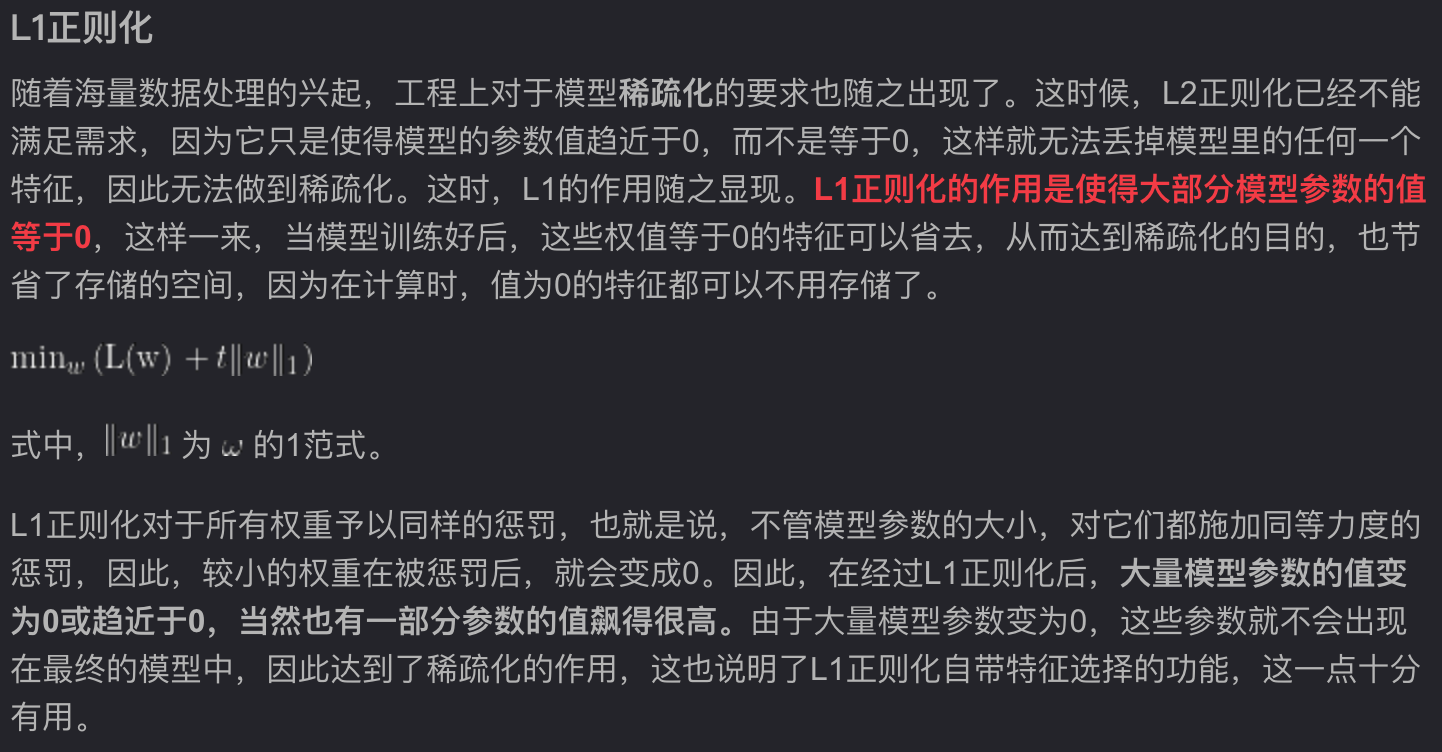 L1正则化
随着海量数据处理的兴起，工程上对于模型稀疏化的要求也随之出现了。这时候，L2正则化已经不能
满足需求，因为它只是使得模型的参数值趋近于0，而不是等于0，这样就无法丢掉模型里的任何一个
特征，因此无法做到稀疏化。这时，L1的作用随之显现。L1正则化的作用是使得大部分模型参数的值
等于0，这样一来，当模型训练好后，这些权值等于0的特征可以省去，从而达到稀疏化的目的，也节
省了存储的空间，因为在计算时，值为0的特征都可以不用存储了。
min_w (L(w) + t‖w‖₁)
式中，‖w‖₁ 为 ω 的1范式。
L1正则化对于所有权重予以同样的惩罚，也就是说，不管模型参数的大小，对它们都施加同等力度的
惩罚，因此，较小的权重在被惩罚后，就会变成0。因此，在经过L1正则化后，大量模型参数的值变
为0或趋近于0，当然也有一部分参数的值飙得很高。由于大量模型参数变为0，这些参数就不会出现
在最终的模型中，因此达到了稀疏化的作用，这也说明了L1正则化自带特征选择的功能，这一点十分
有用。